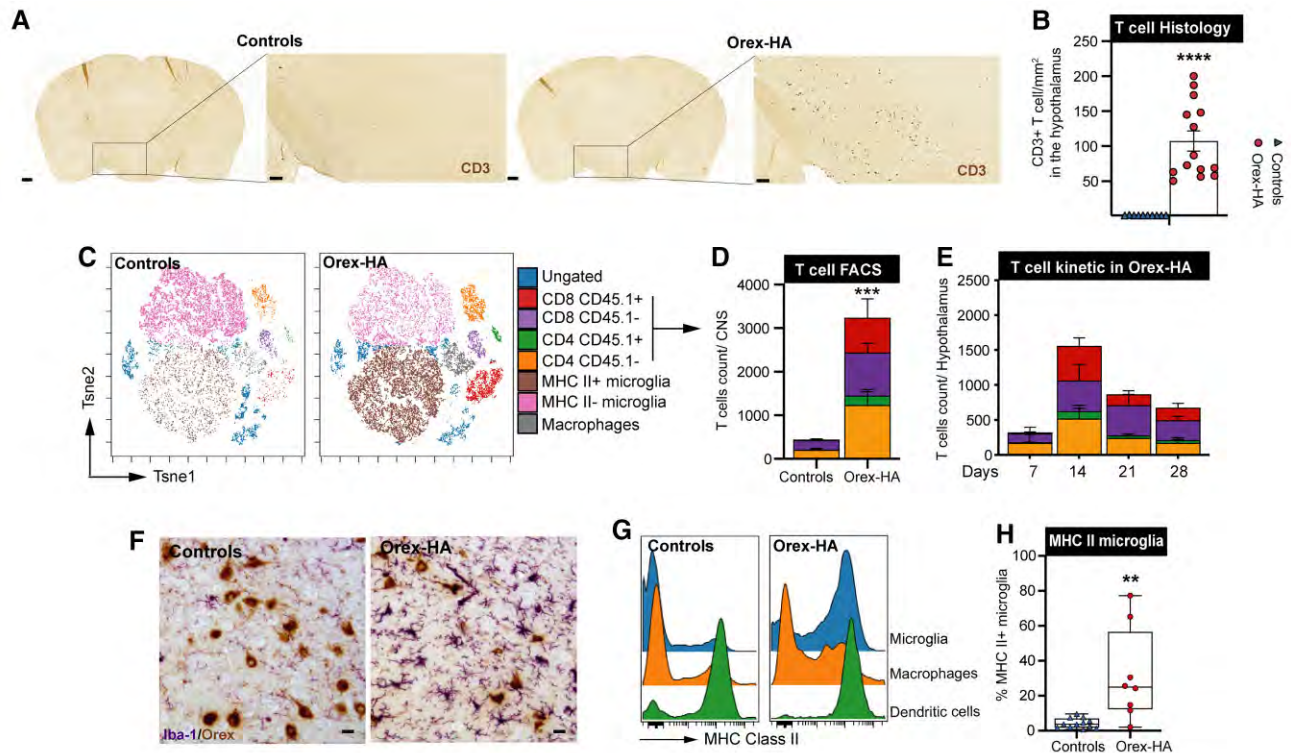 A
Controls
Orex-HA
CD3
CD3
B
T cell Histology
CD3+ T cell/mm²
in the hypothalamus
250
200
150
100
50
****
Controls
Orex-HA
C
Controls
Orex-HA
Tsne2
Tsne1
Ungated
CD8 CD45.1+
CD8 CD45.1-
CD4 CD45.1+
CD4 CD45.1-
MHC II+ microglia
MHC II- microglia
Macrophages
D
T cell FACS
T cells count/ CNS
4000
3000
2000
1000
0
***
Controls
Orex-HA
E
T cell kinetic in Orex-HA
T cells count/ Hypothalamus
2500
2000
1500
1000
500
0
Days 7 14 21 28
F
Controls
Orex-HA
Iba-1/Orex
G
Controls
Orex-HA
Microglia
Macrophages
Dendritic cells
MHC Class II
H
MHC II microglia
% MHC II+ microglia
100
80
60
40
20
0
**
Controls
Orex-HA